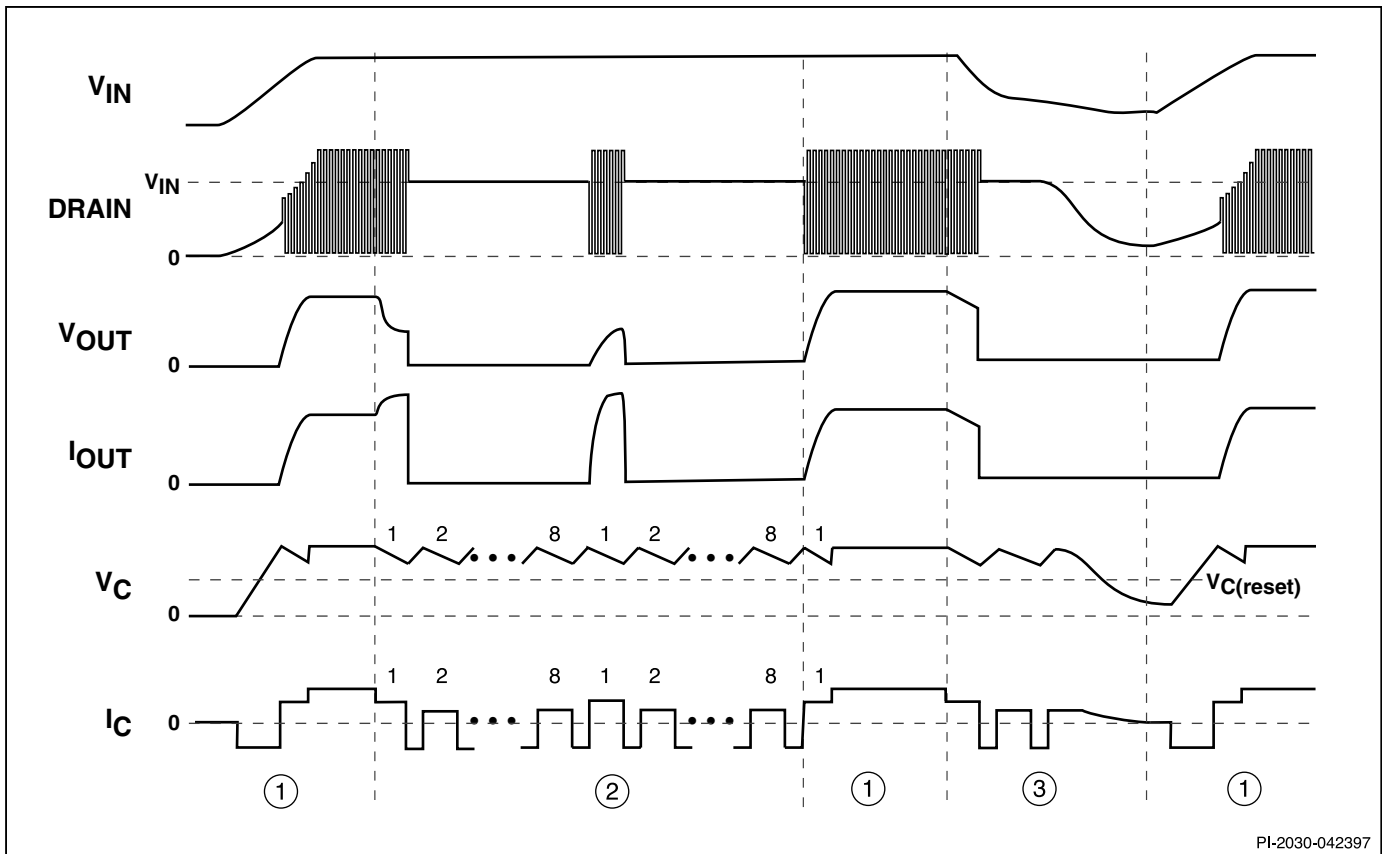 VIN
VIN
DRAIN
0
VOUT
0
IOUT
0
1 2 • • • 8 1 2 • • • 8 1
VC
VC(reset)
0
1 2 8 1 2 8 1
IC
0 • • • • • •
1 2 1 3 1
PI-2030-042397